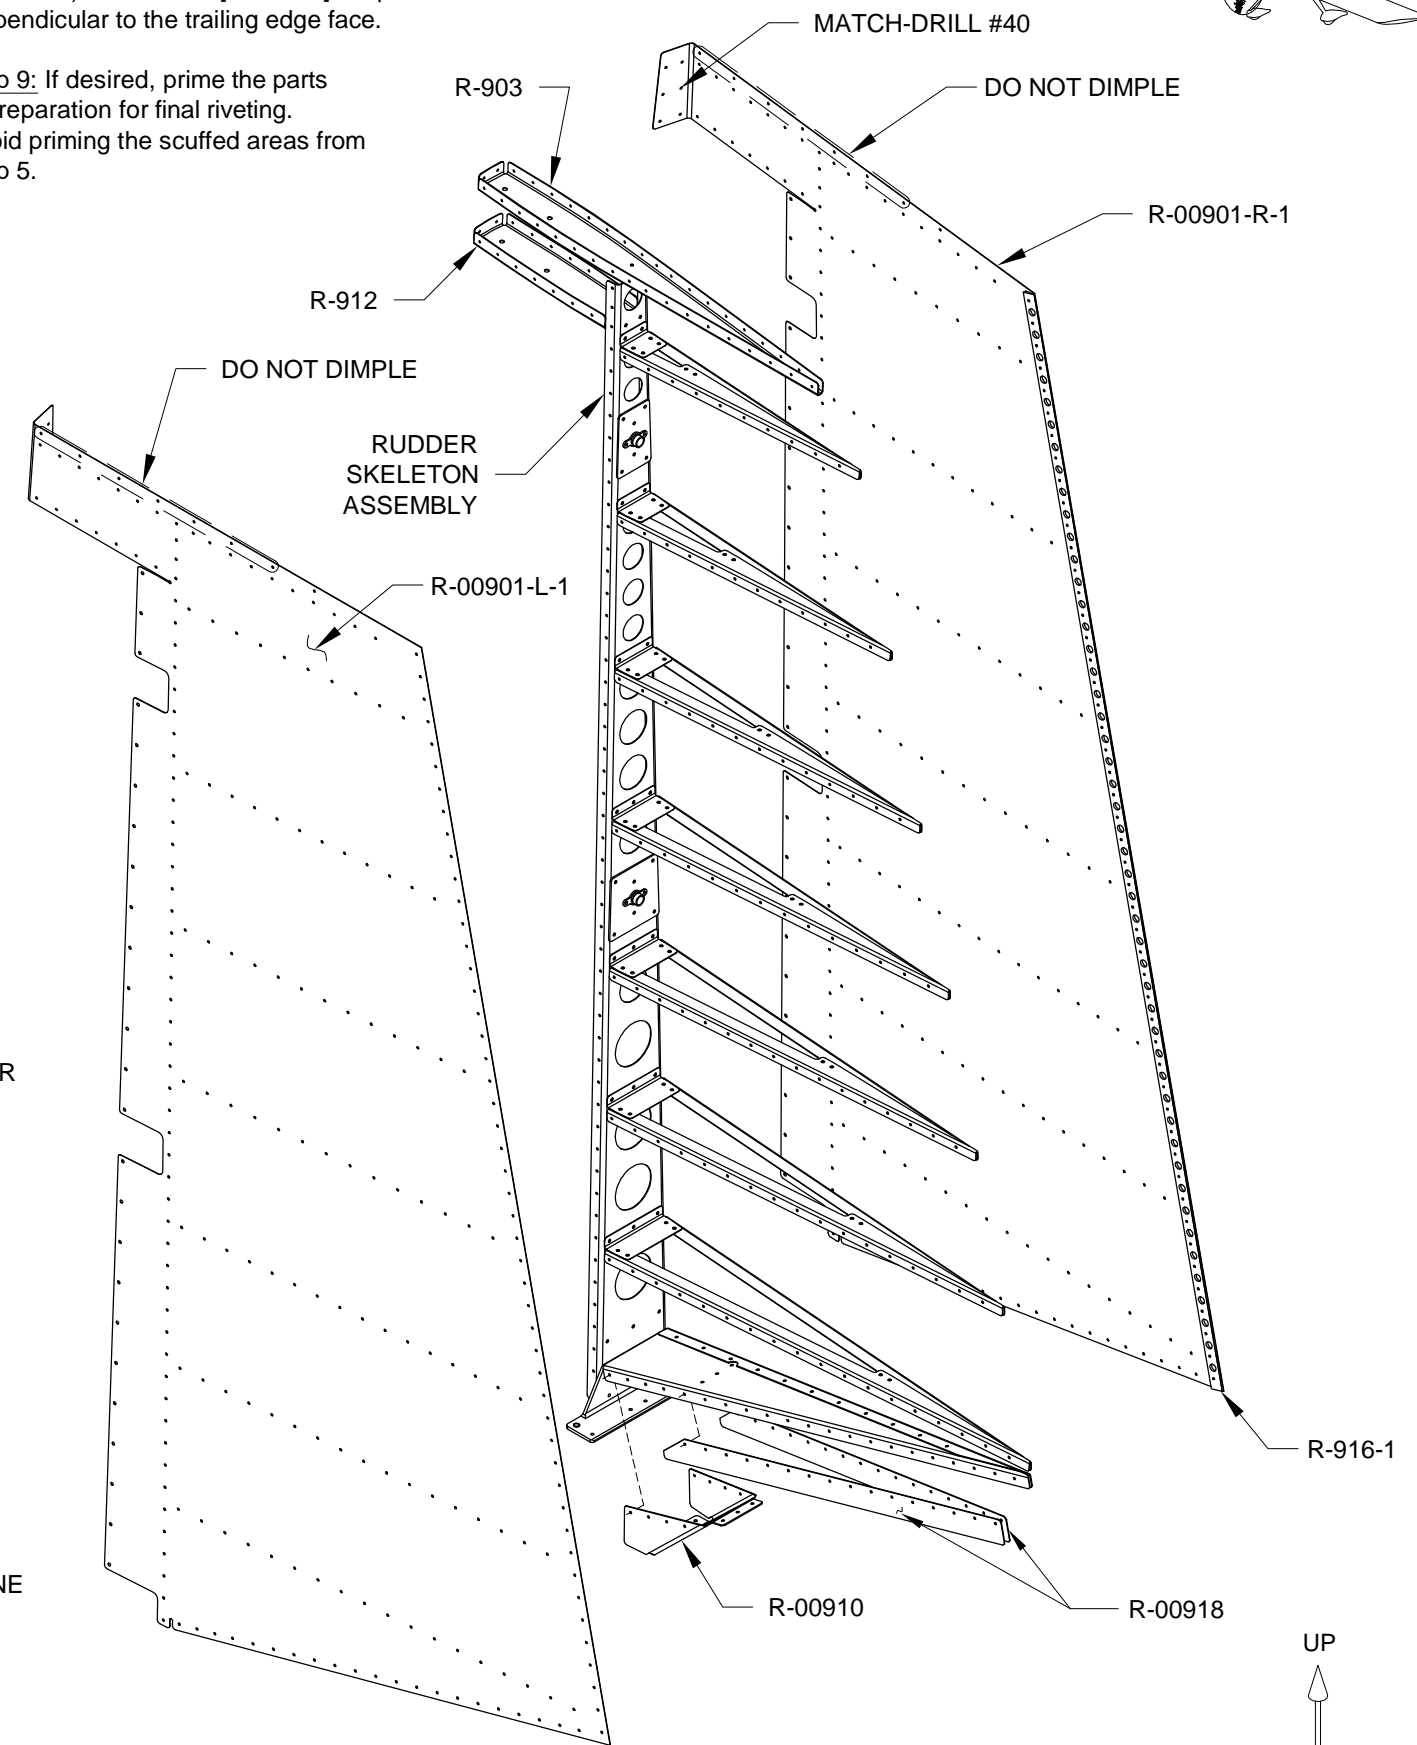 pendicular to the trailing edge face.
9: If desired, prime the parts
reparation for final riveting.
priming the scuffed areas from
5.
MATCH-DRILL #40
R-903
DO NOT DIMPLE
R-00901-R-1
R-912
DO NOT DIMPLE
RUDDER
SKELETON
ASSEMBLY
R-00901-L-1
R
R-916-1
NE
R-00910
R-00918
UP